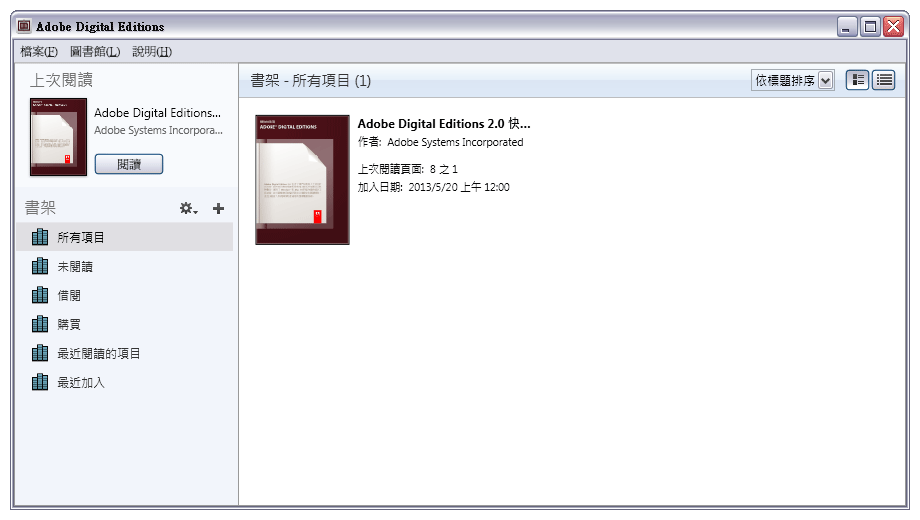 Adobe Digital Editions
檔案(F) 圖書館(L) 說明(H)
上次閱讀
Adobe Digital Editions...
Adobe Systems Incorpora...
閱讀
書架
所有項目
未閱讀
借閱
購買
最近閱讀的項目
最近加入
書架 - 所有項目 (1)
依標題排序
ADOBE® DIGITAL EDITIONS
Adobe Digital Editions 2.0 快...
作者: Adobe Systems Incorporated
上次閱讀頁面: 8 之 1
加入日期: 2013/5/20 上午 12:00